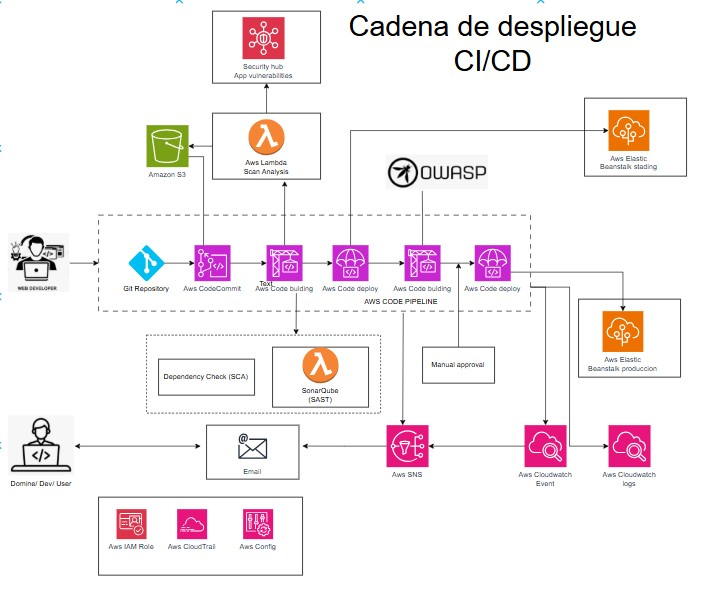 Cadena de despliegue
CI/CD
Security hub
App vulnerabilities
Aws Lambda
Scan Analysis
Amazon S3
OWASP
Aws Elastic
Beanstalk stading
WEB DEVELOPER
Git Repository
Aws CodeCommit
Text
Aws Code bulding
Aws Code deploy
Aws Code bulding
Aws Code deploy
AWS CODE PIPELINE
Dependency Check (SCA)
SonarQube
(SAST)
Manual approval
Aws Elastic
Beanstalk produccion
Domine/ Dev/ User
Email
Aws SNS
Aws Cloudwatch
Event
Aws Cloudwatch
logs
Aws IAM Role
Aws CloudTrail
Aws Config